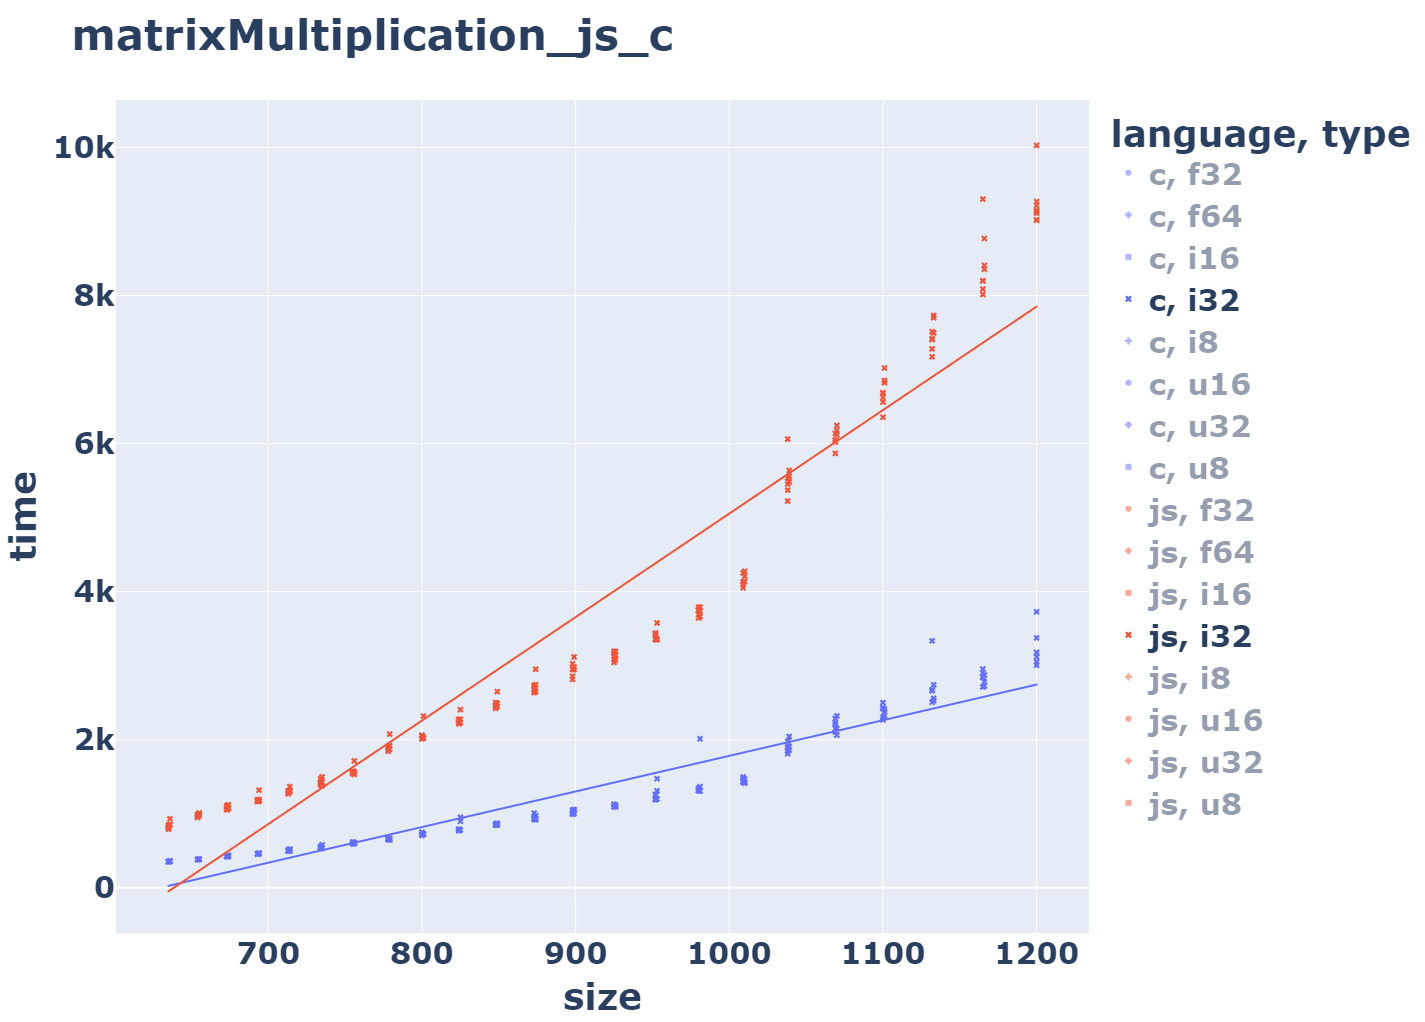 matrixMultiplication_js_c
10k
8k
6k
4k
2k
0
time
700 800 900 1000 1100 1200
size
language, type
c, f32
c, f64
c, i16
c, i32
c, i8
c, u16
c, u32
c, u8
js, f32
js, f64
js, i16
js, i32
js, i8
js, u16
js, u32
js, u8